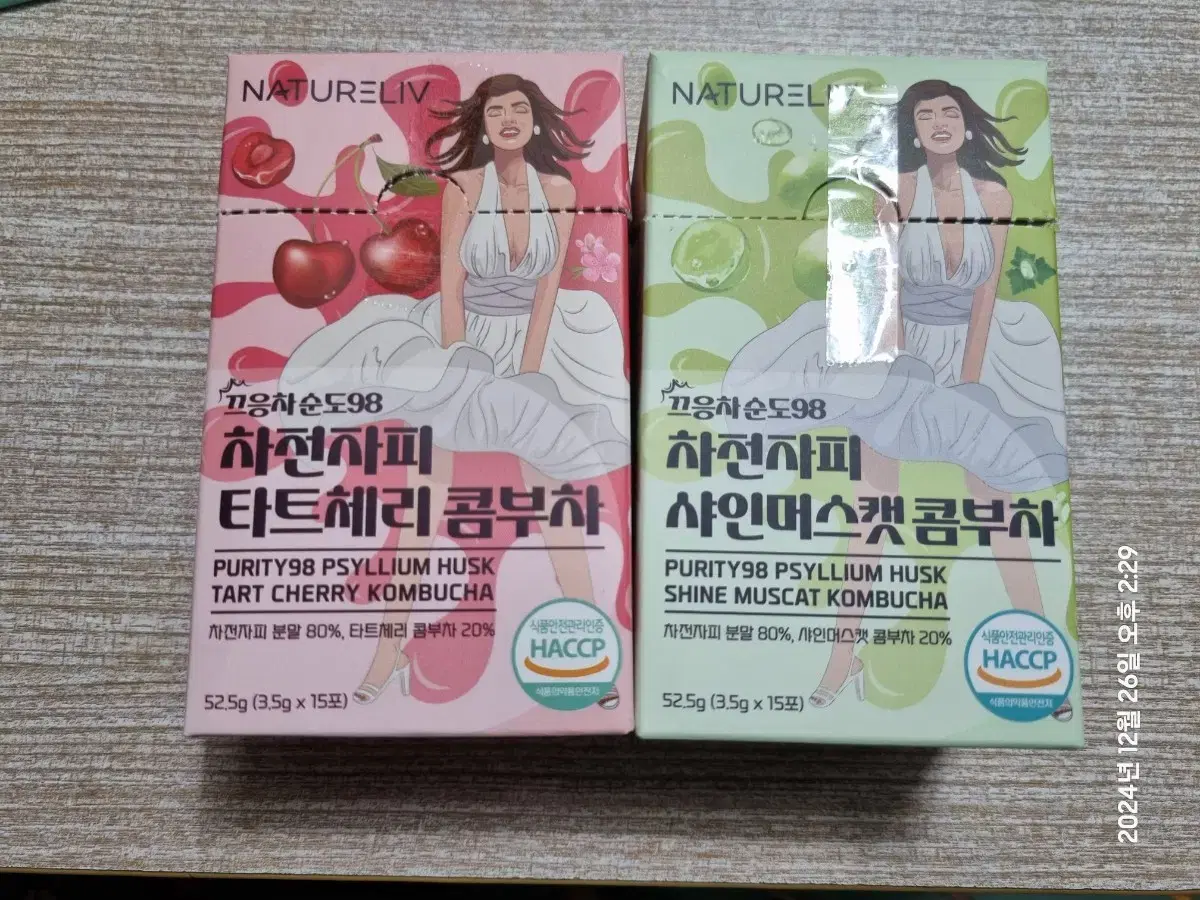 NATURELIV
끄응차 순도98
차전자피
타트체리 콤부차
PURITY98 PSYLLIUM HUSK
TART CHERRY KOMBUCHA
차전자피 분말 80%, 타트체리 콤부차 20%
52.5g (3.5g x 15포)
식품안전관리인증
HACCP
식품의약품안전처
NATURELIV
끄응차 순도98
차전자피
샤인머스캣 콤부차
PURITY98 PSYLLIUM HUSK
SHINE MUSCAT KOMBUCHA
차전자피 분말 80%, 샤인머스캣 콤부차 20%
52.5g (3.5g x 15포)
식품안전관리인증
HACCP
식품의약품안전처
2024년 12월 26일 오후 2:29